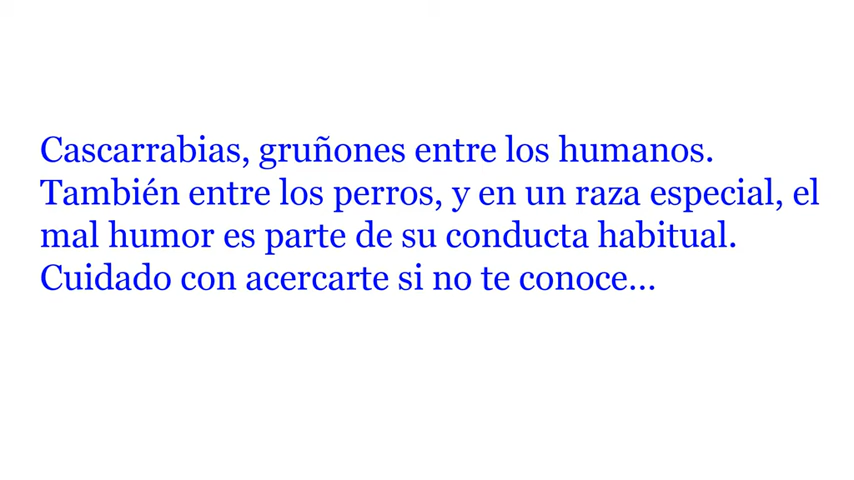 Cascarrabias, gruñones entre los humanos.
También entre los perros, y en un raza especial, el
mal humor es parte de su conducta habitual.
Cuidado con acercarte si no te conoce...